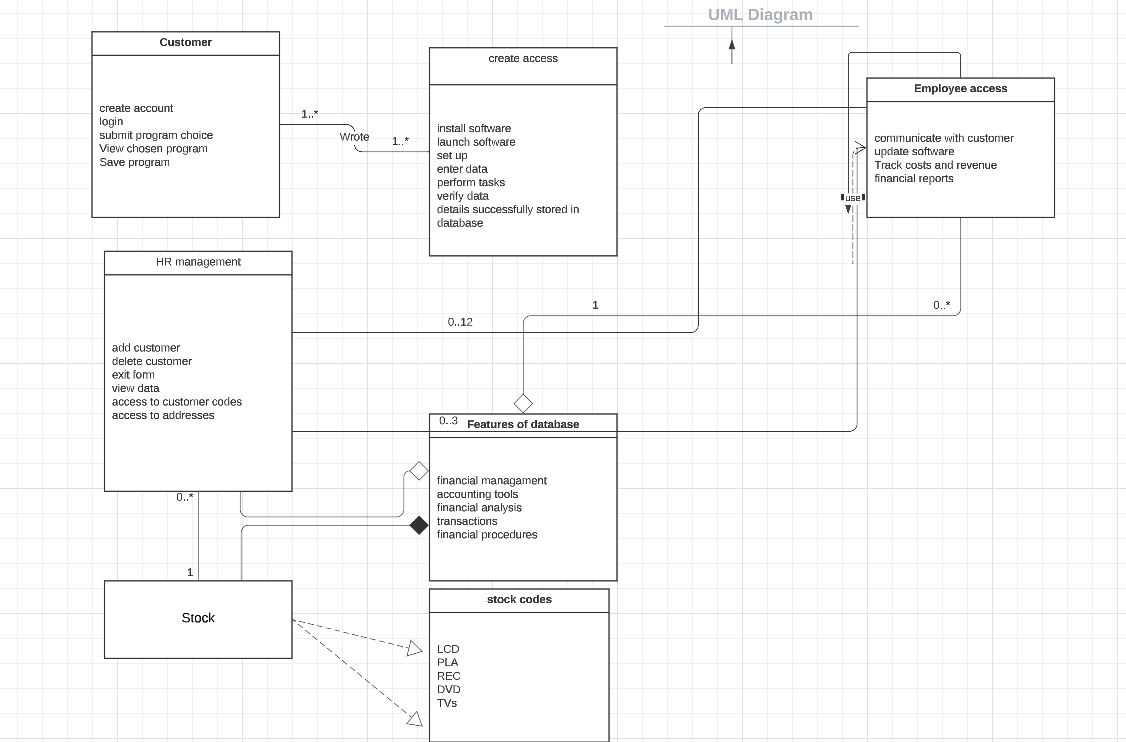 UML Diagram
Customer
create account
login
submit program choice
View chosen program
Save program
1..*
Wrote
1..*
create access
install software
launch software
set up
enter data
perform tasks
verify data
details successfully stored in
database
Employee access
communicate with customer
update software
Track costs and revenue
financial reports
use
HR management
add customer
delete customer
exit form
view data
access to customer codes
access to addresses
0..12
1
0..*
0..3
Features of database
financial managament
accounting tools
financial analysis
transactions
financial procedures
0..*
1
Stock
stock codes
LCD
PLA
REC
DVD
TVs